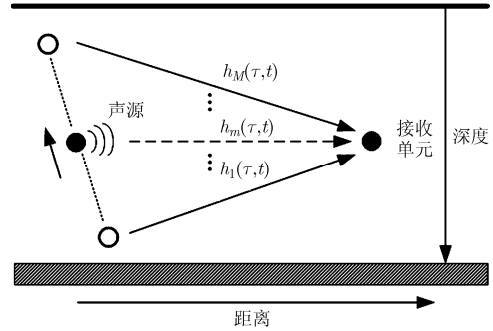 h_M(τ,t)
声源
h_m(τ,t)
接收
单元
深度
h_1(τ,t)
距离